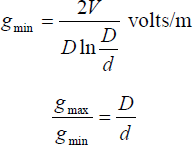 g_min = 2V / (D ln D/d) volts/m
g_max / g_min = D / d